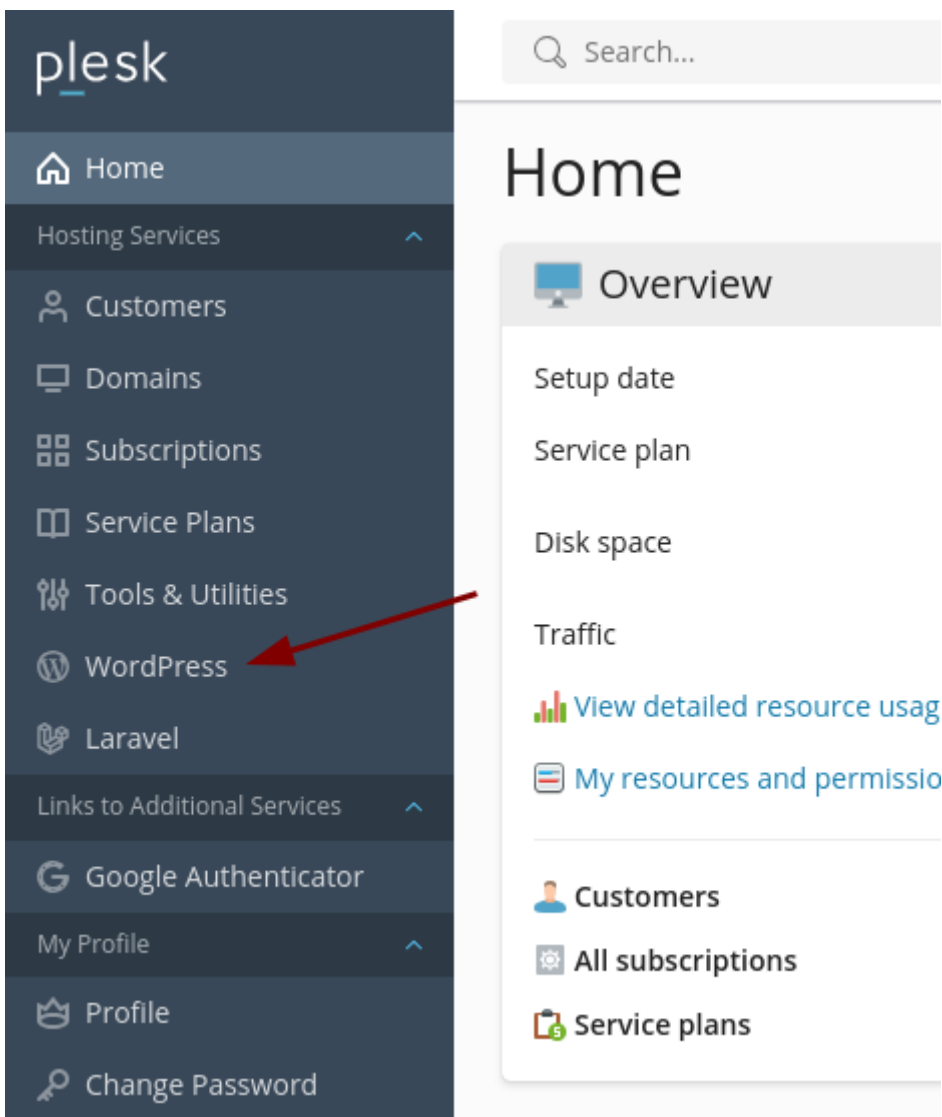 plesk
Home
Hosting Services
Customers
Domains
Subscriptions
Service Plans
Tools & Utilities
WordPress
Laravel
Links to Additional Services
Google Authenticator
My Profile
Profile
Change Password
Search...
Home
Overview
Setup date
Service plan
Disk space
Traffic
View detailed resource usag
My resources and permissio
Customers
All subscriptions
Service plans